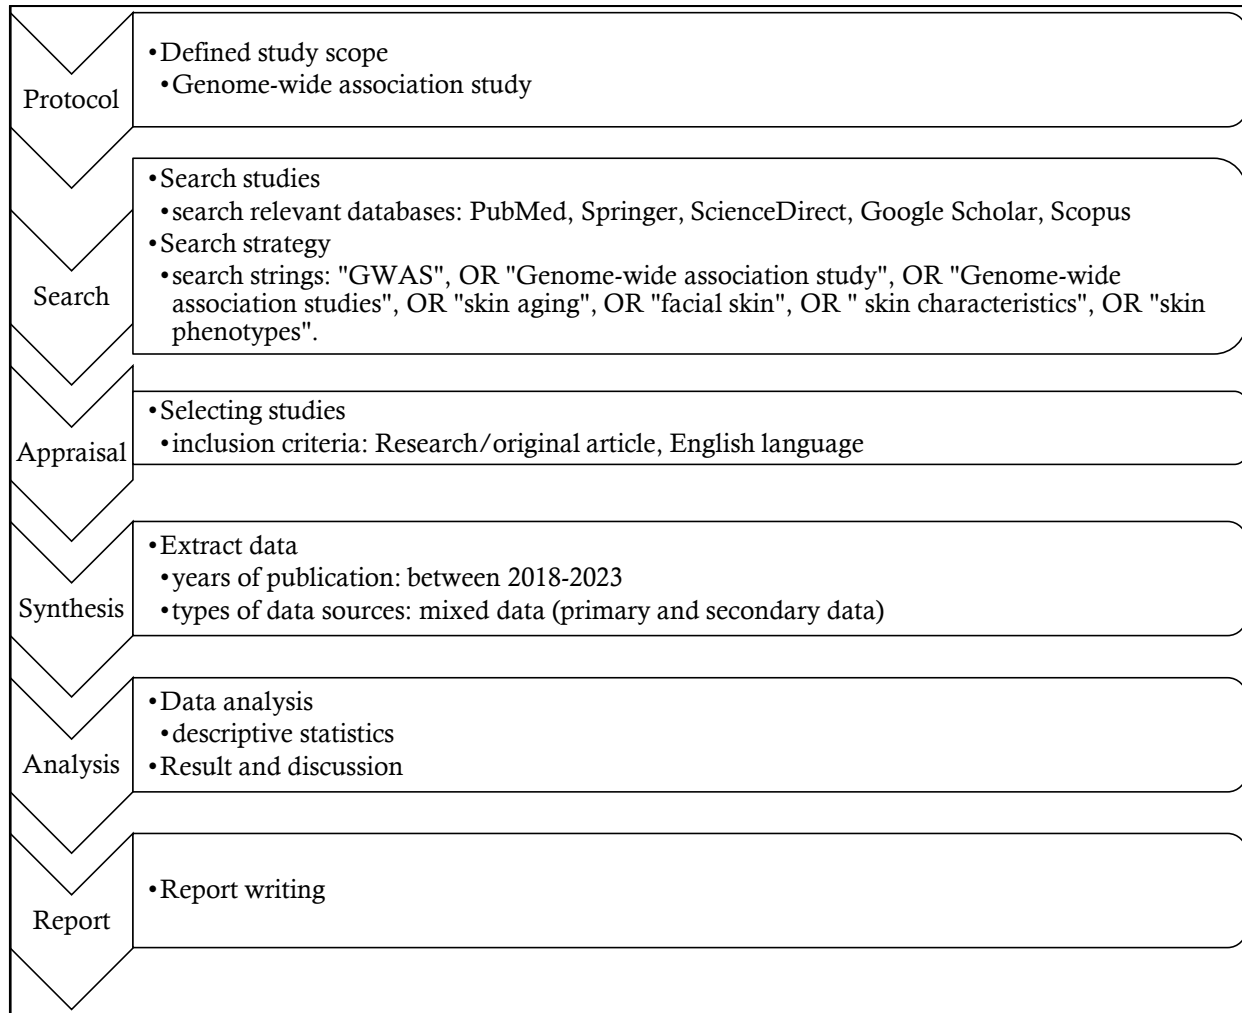 Protocol
•Defined study scope
•Genome-wide association study
Search
•Search studies
•search relevant databases: PubMed, Springer, ScienceDirect, Google Scholar, Scopus
•Search strategy
•search strings: "GWAS", OR "Genome-wide association study", OR "Genome-wide
association studies", OR "skin aging", OR "facial skin", OR " skin characteristics", OR "skin
phenotypes".
Appraisal
•Selecting studies
•inclusion criteria: Research/original article, English language
Synthesis
•Extract data
•years of publication: between 2018-2023
•types of data sources: mixed data (primary and secondary data)
Analysis
•Data analysis
•descriptive statistics
•Result and discussion
Report
•Report writing